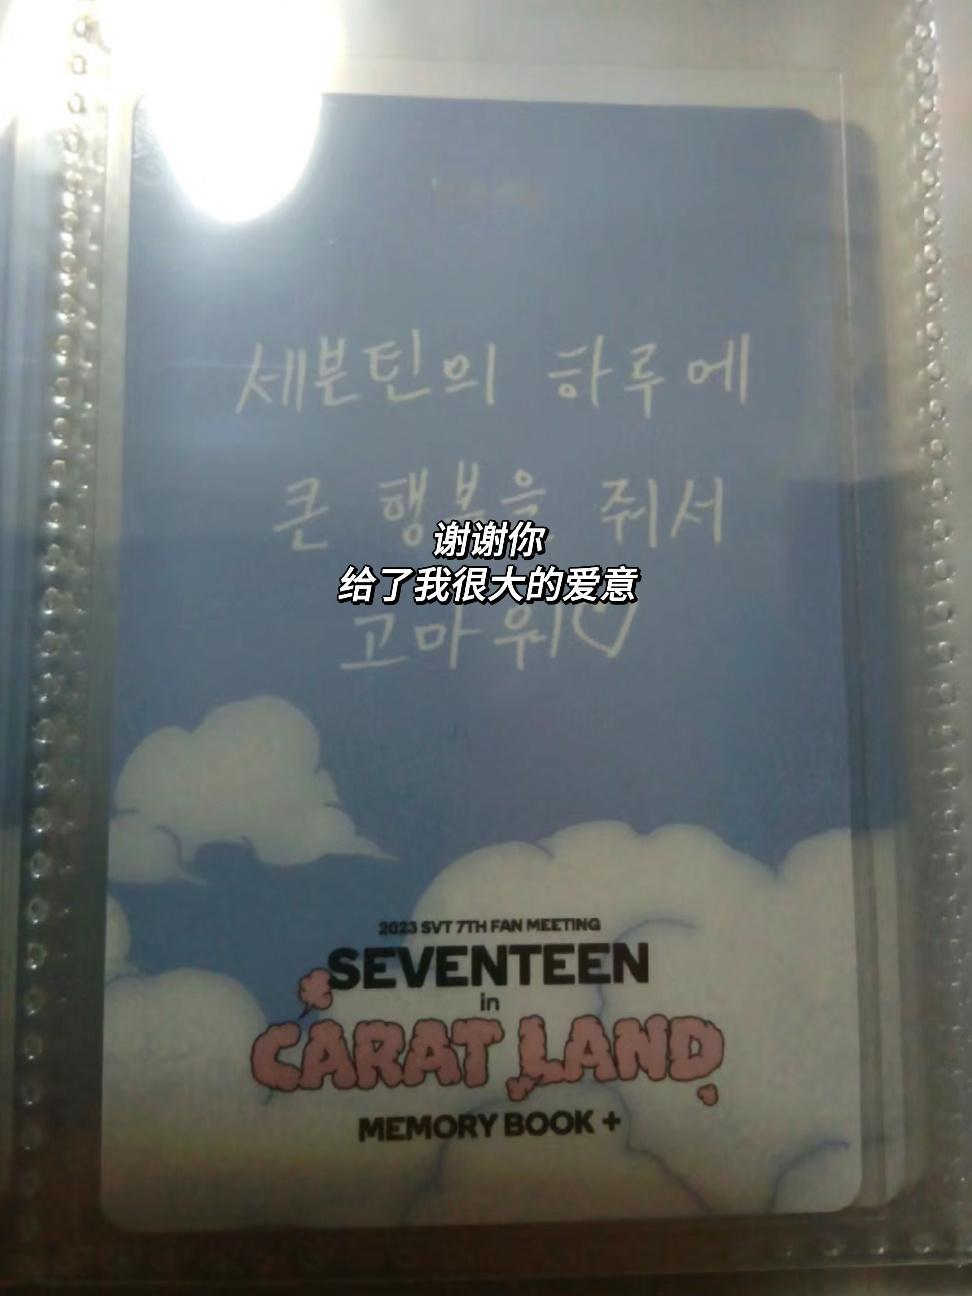 세븐틴의 하루에
큰 행복을 줘서
谢谢你
给了我很大的爱意
고마워♡
2023 SVT 7TH FAN MEETING
SEVENTEEN
in
CARAT LAND
MEMORY BOOK +